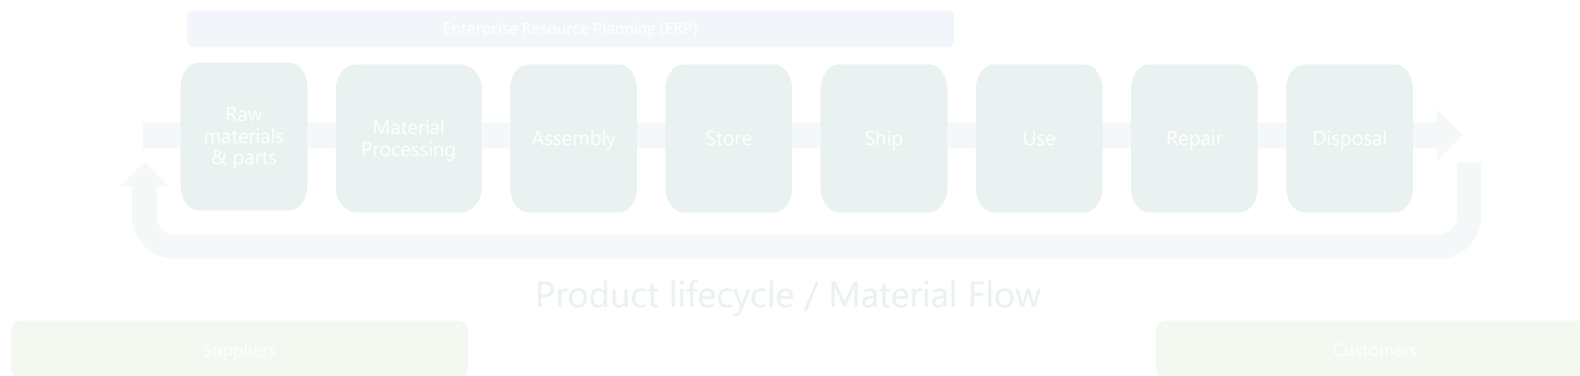 Enterprise Resource Planning (ERP)
Raw
materials
& parts
Material
Processing
Assembly
Store
Ship
Use
Repair
Disposal
Product lifecycle / Material Flow
Suppliers
Customers